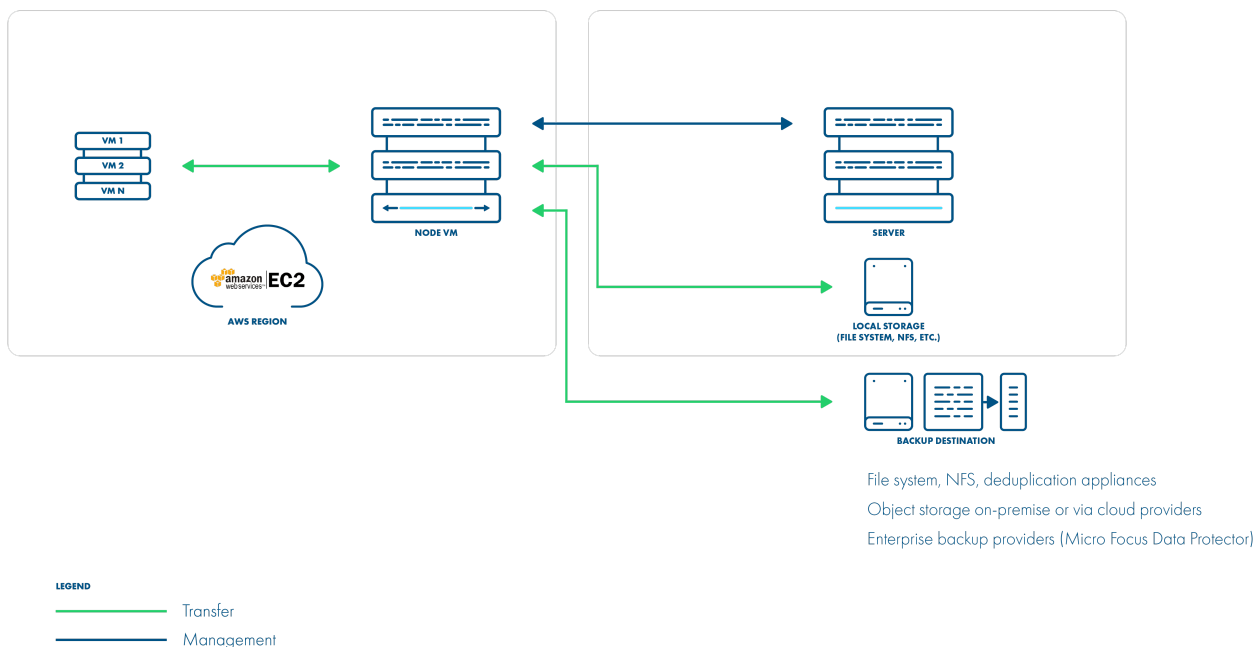 VM 1
VM 2
VM N
NODE VM
SERVER
amazon
webservices™
EC2
AWS REGION
LOCAL STORAGE
(FILE SYSTEM, NFS, ETC.)
BACKUP DESTINATION
File system, NFS, deduplication appliances
Object storage on-premise or via cloud providers
Enterprise backup providers (Micro Focus Data Protector)
LEGEND
Transfer
Management